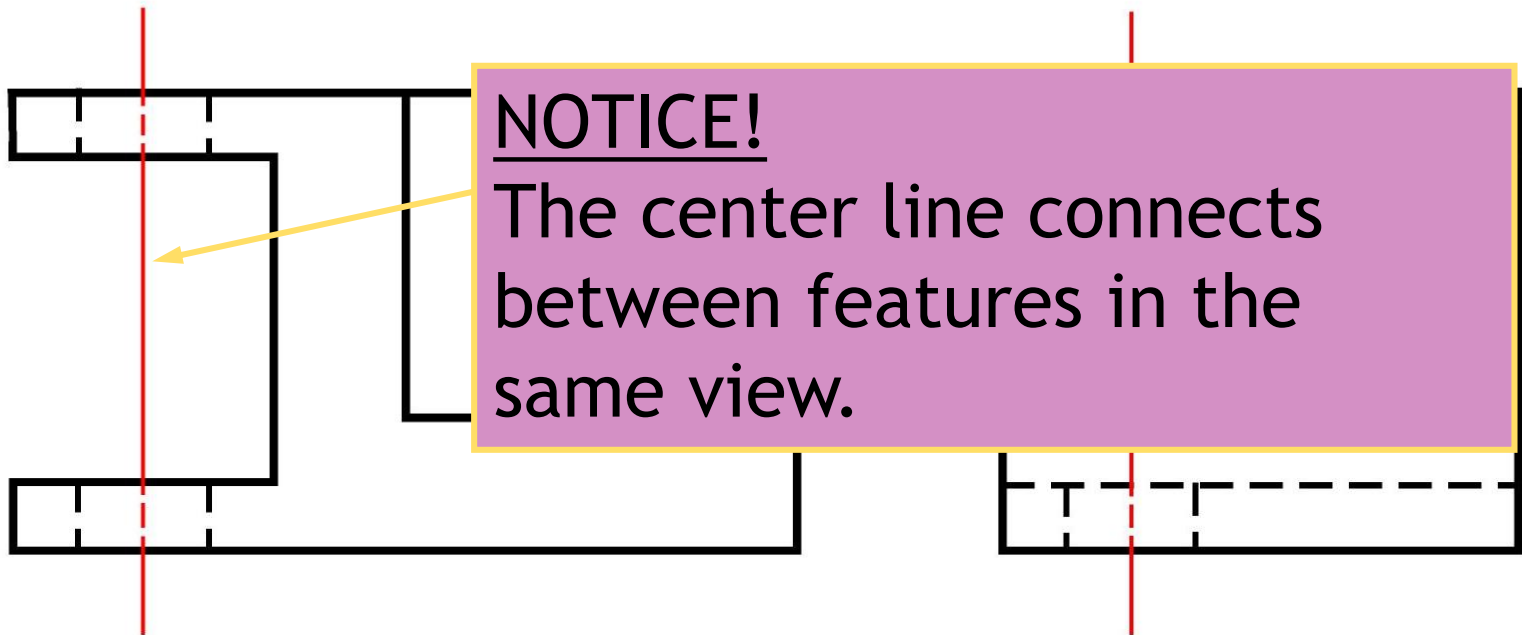 NOTICE!
The center line connects
between features in the
same view.